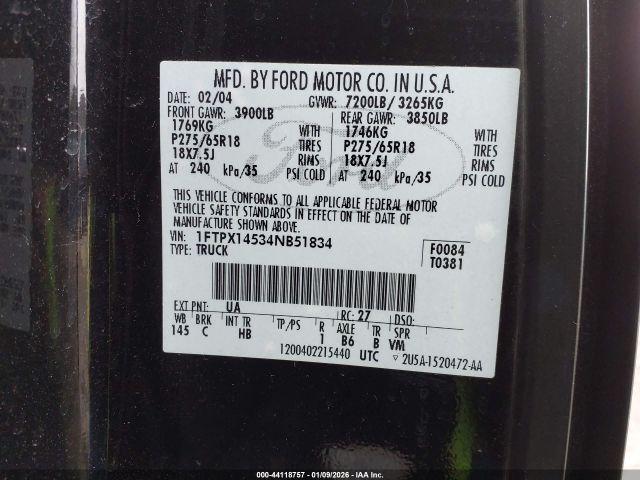 MFD. BY FORD MOTOR CO. IN U.S.A.
DATE: 02/04 GVWR: 7200LB/ 3265KG
FRONT GAWR: 3900LB REAR GAWR: 3850LB
1769KG WITH 1746KG WITH
P275/65R18 TIRES P275/65R18 TIRES
18X7.5J RIMS 18X7.5J RIMS
AT 240 kPa/35 PSI COLD AT 240 kPa/35 PSI COLD
Ford
THIS VEHICLE CONFORMS TO ALL APPLICABLE FEDERAL MOTOR
VEHICLE SAFETY STANDARDS IN EFFECT ON THE DATE OF
MANUFACTURE SHOWN ABOVE.
VIN: 1FTPX14534NB51834 F0084
TYPE: TRUCK T0381
EXT PNT: UA RC: 27 DSO:
WB BRK INT TR TP/PS R AXLE TR SPR
145 C HB 1 B6 B VM
1200402215440 UTC ▽ 2U5A-1520472-AA
000-44118757 - 01/09/2026 - IAA Inc.